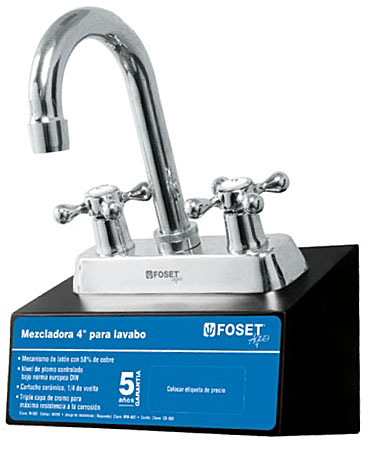 FOSET
Aqua
Mezcladora 4" para lavabo
FOSET
Aqua
• Mecanismo de latón con 58% de cobre
• Nivel de plomo controlado
bajo norma europea DIN
• Cartucho cerámico, 1/4 de vuelta
• Triple capa de cromo para
máxima resistencia a la corrosión
5
años
GARANTÍA
Colocar etiqueta de precio